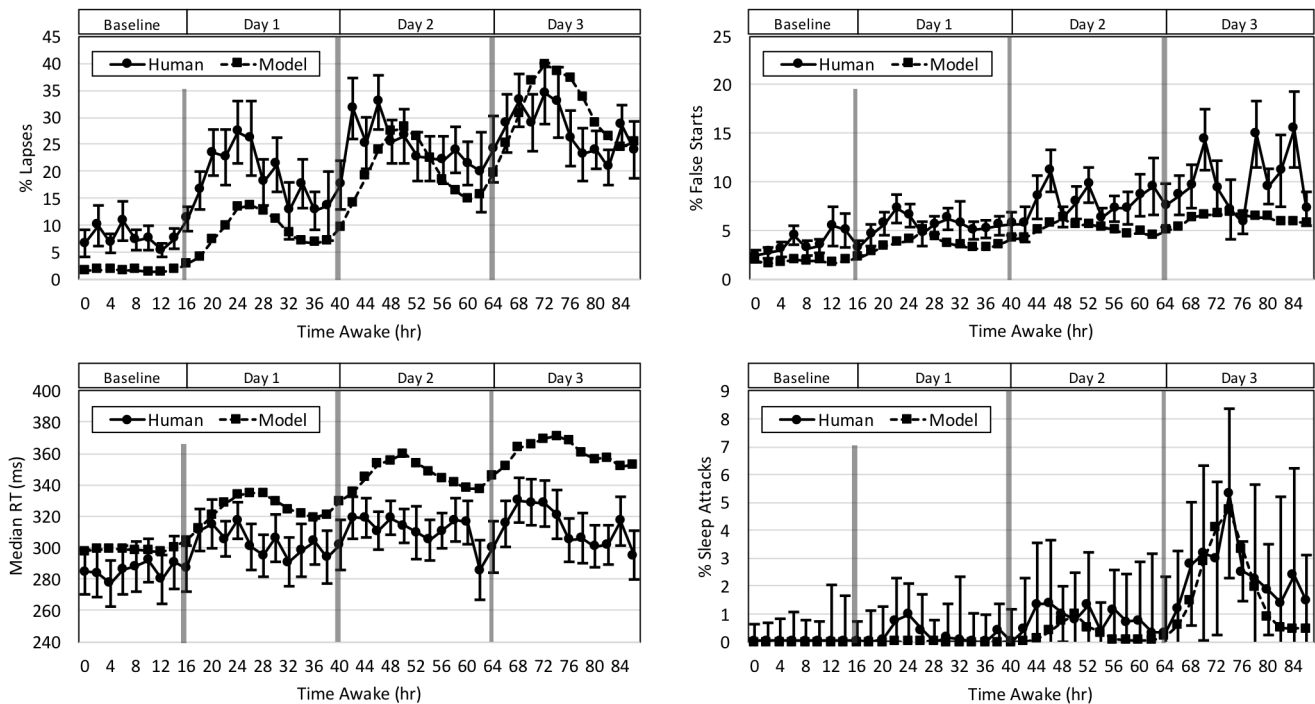 Baseline Day 1 Day 2 Day 3
45
40
35
30
25
20
15
10
5
0
% Lapses
Human Model
0 4 8 12 16 20 24 28 32 36 40 44 48 52 56 60 64 68 72 76 80 84
Time Awake (hr)
Baseline Day 1 Day 2 Day 3
25
20
15
10
5
0
% False Starts
Human Model
0 4 8 12 16 20 24 28 32 36 40 44 48 52 56 60 64 68 72 76 80 84
Time Awake (hr)
Baseline Day 1 Day 2 Day 3
400
380
360
340
320
300
280
260
240
Median RT (ms)
Human Model
0 4 8 12 16 20 24 28 32 36 40 44 48 52 56 60 64 68 72 76 80 84
Time Awake (hr)
Baseline Day 1 Day 2 Day 3
9
8
7
6
5
4
3
2
1
0
% Sleep Attacks
Human Model
0 4 8 12 16 20 24 28 32 36 40 44 48 52 56 60 64 68 72 76 80 84
Time Awake (hr)